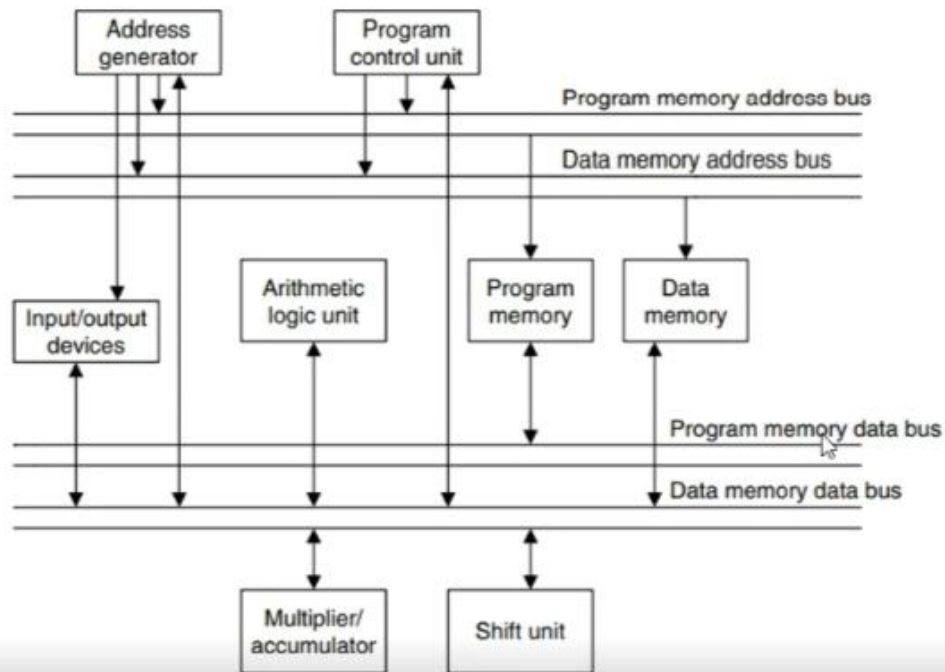 Address
generator
Program
control unit
Program memory address bus
Data memory address bus
Input/output
devices
Arithmetic
logic unit
Program
memory
Data
memory
Program memory data bus
Data memory data bus
Multiplier/
accumulator
Shift unit